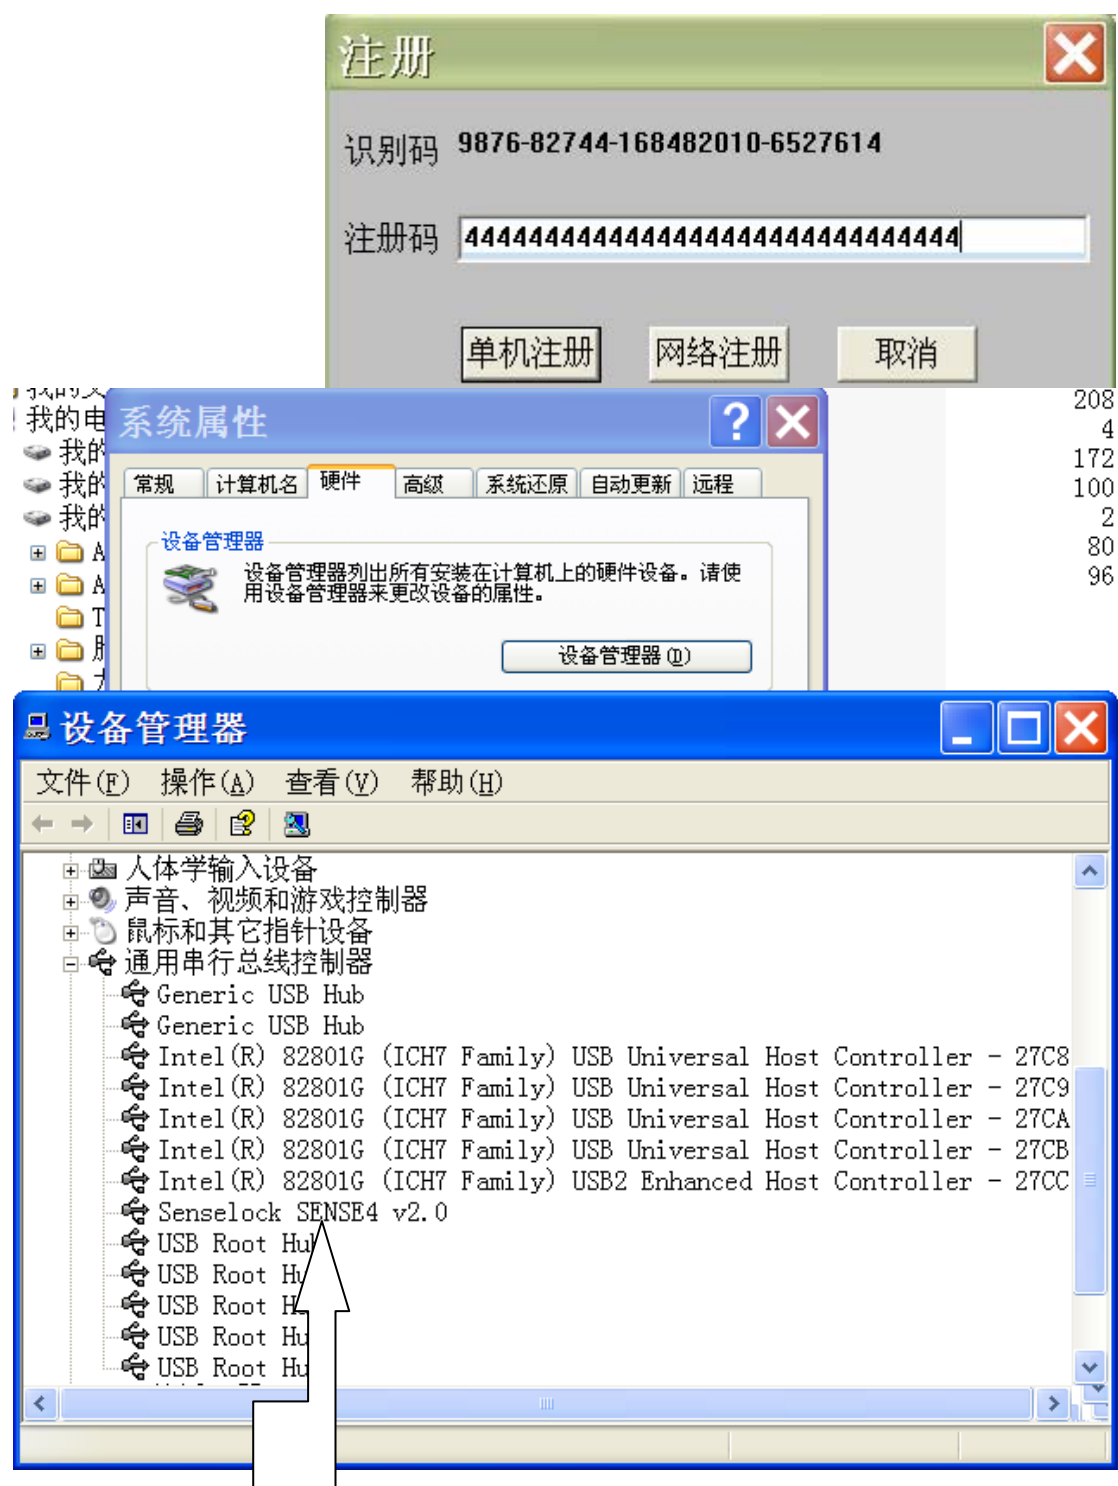 注册
识别码 9876-82744-168482010-6527614
注册码 4444444444444444444444444444444
单机注册 网络注册 取消
我的电
我的
我的
我的
A
A
T
系统属性
常规 计算机名 硬件 高级 系统还原 自动更新 远程
设备管理器
设备管理器列出所有安装在计算机上的硬件设备。请使
用设备管理器来更改设备的属性。
设备管理器(D)
208
4
172
100
2
80
96
设备管理器
文件(F) 操作(A) 查看(V) 帮助(H)
人体学输入设备
声音、视频和游戏控制器
鼠标和其它指针设备
通用串行总线控制器
Generic USB Hub
Generic USB Hub
Intel(R) 82801G (ICH7 Family) USB Universal Host Controller - 27C8
Intel(R) 82801G (ICH7 Family) USB Universal Host Controller - 27C9
Intel(R) 82801G (ICH7 Family) USB Universal Host Controller - 27CA
Intel(R) 82801G (ICH7 Family) USB Universal Host Controller - 27CB
Intel(R) 82801G (ICH7 Family) USB2 Enhanced Host Controller - 27CC
Senselock SENSE4 v2.0
USB Root Hu
USB Root Hu
USB Root H
USB Root Hu
USB Root Hu